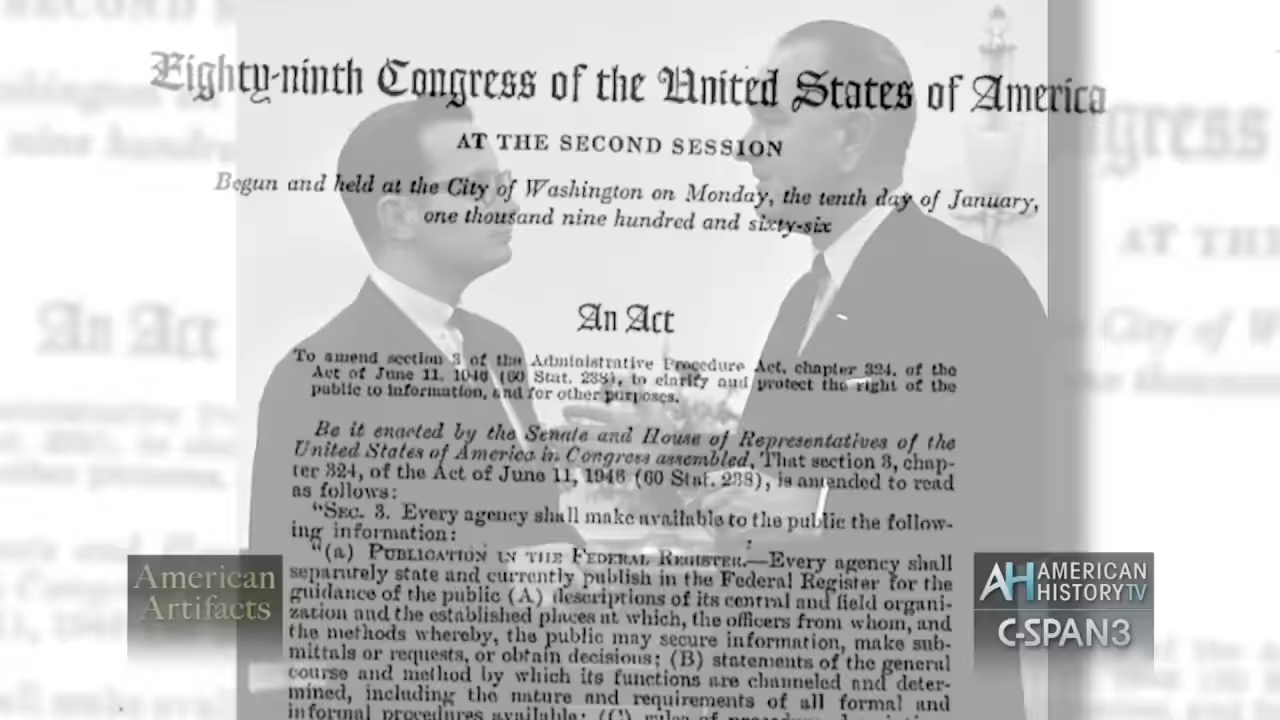 Eighty-ninth Congress of the United States of America
AT THE SECOND SESSION
Begun and held at the City of Washington on Monday, the tenth day of January,
one thousand nine hundred and sixty-six
An Act
To amend section 3 of the Administrative Procedure Act, chapter 324, of the
Act of June 11, 1946 (60 Stat. 238), to clarify and protect the right of the
public to information, and for other purposes.
Be it enacted by the Senate and House of Representatives of the
United States of America in Congress assembled, That section 3, chap-
ter 324, of the Act of June 11, 1946 (60 Stat. 238), is amended to read
as follows:
"SEC. 3. Every agency shall make available to the public the follow-
ing information:
"(a) PUBLICATION IN THE FEDERAL REGISTER.—Every agency shall
separately state and currently publish in the Federal Register for the
guidance of the public (A) descriptions of its central and field organi-
zation and the established places at which, the officers from whom, and
the methods whereby, the public may secure information, make sub-
mittals or requests, or obtain decisions; (B) statements of the general
course and method by which its functions are channeled and deter-
mined, including the nature and requirements of all formal and
informal procedures available; (C) rules of
American
Artifacts
AH AMERICAN
HISTORY TV
C-SPAN3